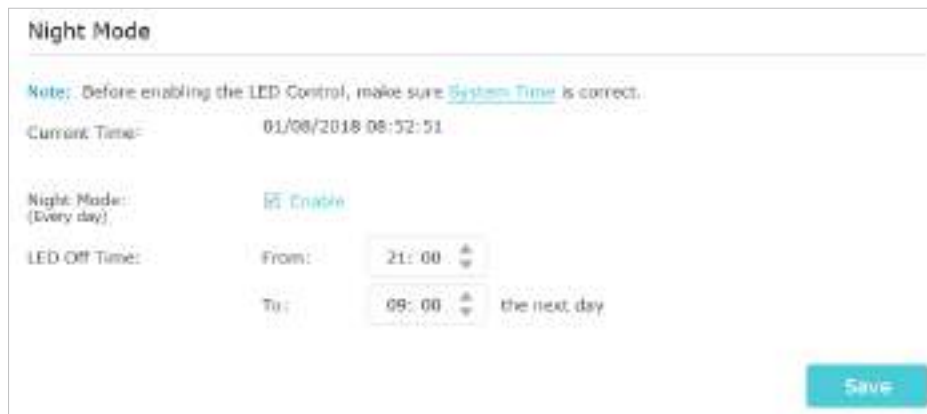 Night Mode
Note: Before enabling the LED Control, make sure System Time is correct.
Current Time: 01/08/2018 08:52:51
Night Mode: Enable
(Every day)
LED Off Time: From: 21: 00
To: 09: 00 the next day
Save